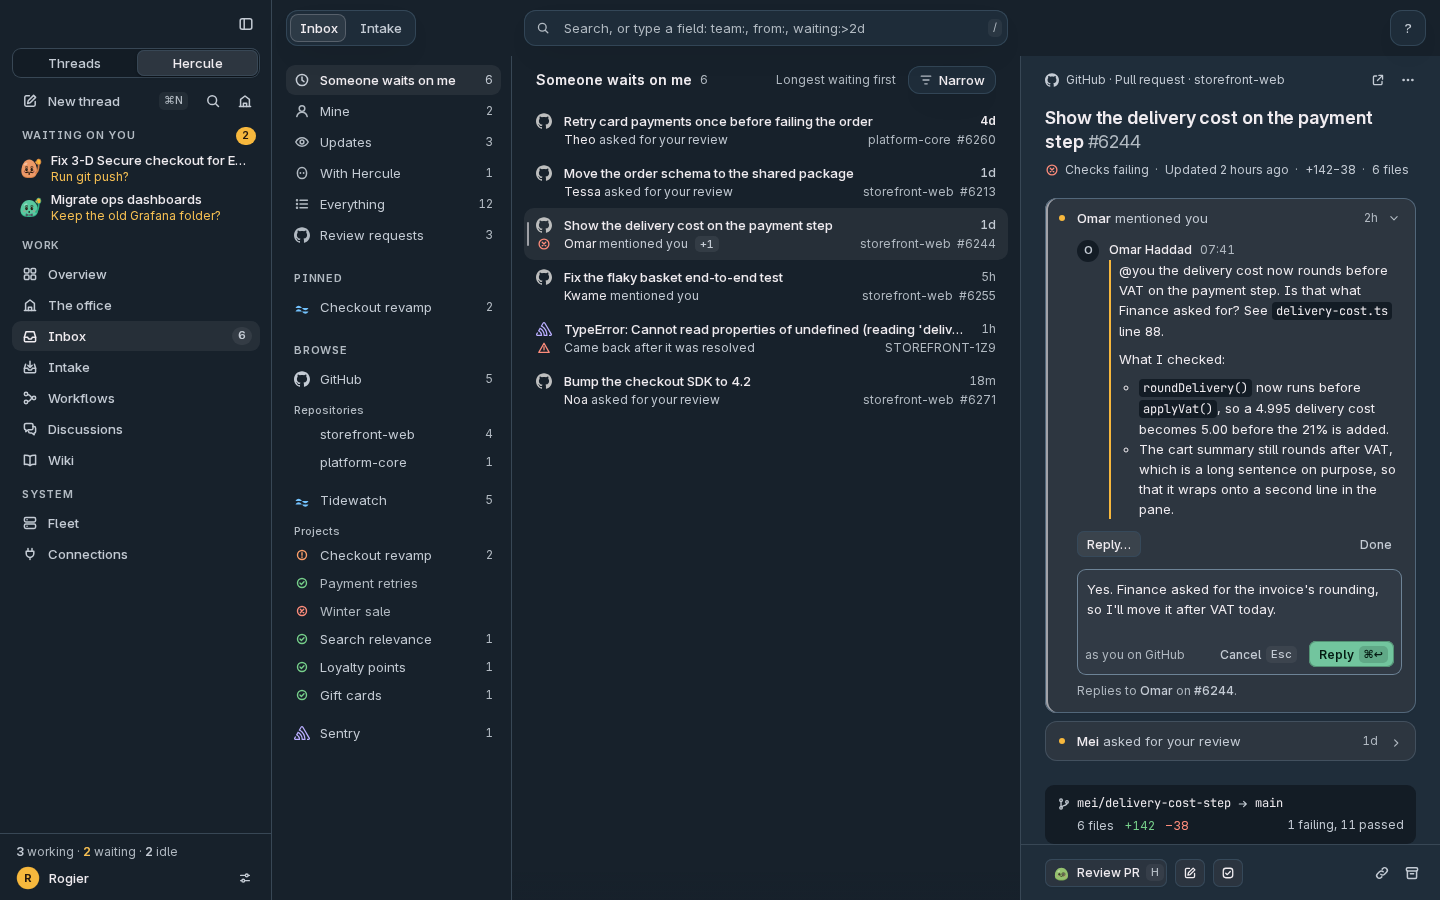 Threads
Hercule
New thread
⌘N
WAITING ON YOU
2
Fix 3-D Secure checkout for E…
Run git push?
Migrate ops dashboards
Keep the old Grafana folder?
WORK
Overview
The office
Inbox
6
Intake
Workflows
Discussions
Wiki
SYSTEM
Fleet
Connections
3 working · 2 waiting · 2 idle
R
Rogier
Inbox
Intake
Someone waits on me 6
Mine 2
Updates 3
With Hercule 1
Everything 12
Review requests 3
PINNED
Checkout revamp 2
BROWSE
GitHub 5
Repositories
storefront-web 4
platform-core 1
Tidewatch 5
Projects
Checkout revamp 2
Payment retries
Winter sale
Search relevance 1
Loyalty points 1
Gift cards 1
Sentry 1
Search, or type a field: team:, from:, waiting:>2d
/
?
Someone waits on me 6
Longest waiting first
Narrow
Retry card payments once before failing the order 4d
Theo asked for your review platform-core #6260
Move the order schema to the shared package 1d
Tessa asked for your review storefront-web #6213
Show the delivery cost on the payment step 1d
Omar mentioned you +1 storefront-web #6244
Fix the flaky basket end-to-end test 5h
Kwame mentioned you storefront-web #6255
TypeError: Cannot read properties of undefined (reading 'deliv… 1h
Came back after it was resolved STOREFRONT-1Z9
Bump the checkout SDK to 4.2 18m
Noa asked for your review storefront-web #6271
GitHub · Pull request · storefront-web
Show the delivery cost on the payment
step #6244
Checks failing · Updated 2 hours ago · +142−38 · 6 files
Omar mentioned you 2h
O
Omar Haddad 07:41
@you the delivery cost now rounds before
VAT on the payment step. Is that what
Finance asked for? See delivery-cost.ts
line 88.
What I checked:
roundDelivery() now runs before
applyVat(), so a 4.995 delivery cost
becomes 5.00 before the 21% is added.
The cart summary still rounds after VAT,
which is a long sentence on purpose, so
that it wraps onto a second line in the
pane.
Reply…
Done
Yes. Finance asked for the invoice's rounding,
so I'll move it after VAT today.
as you on GitHub
Cancel Esc
Reply ⌘↩
Replies to Omar on #6244.
Mei asked for your review 1d
mei/delivery-cost-step → main
6 files +142 −38 1 failing, 11 passed
Review PR H